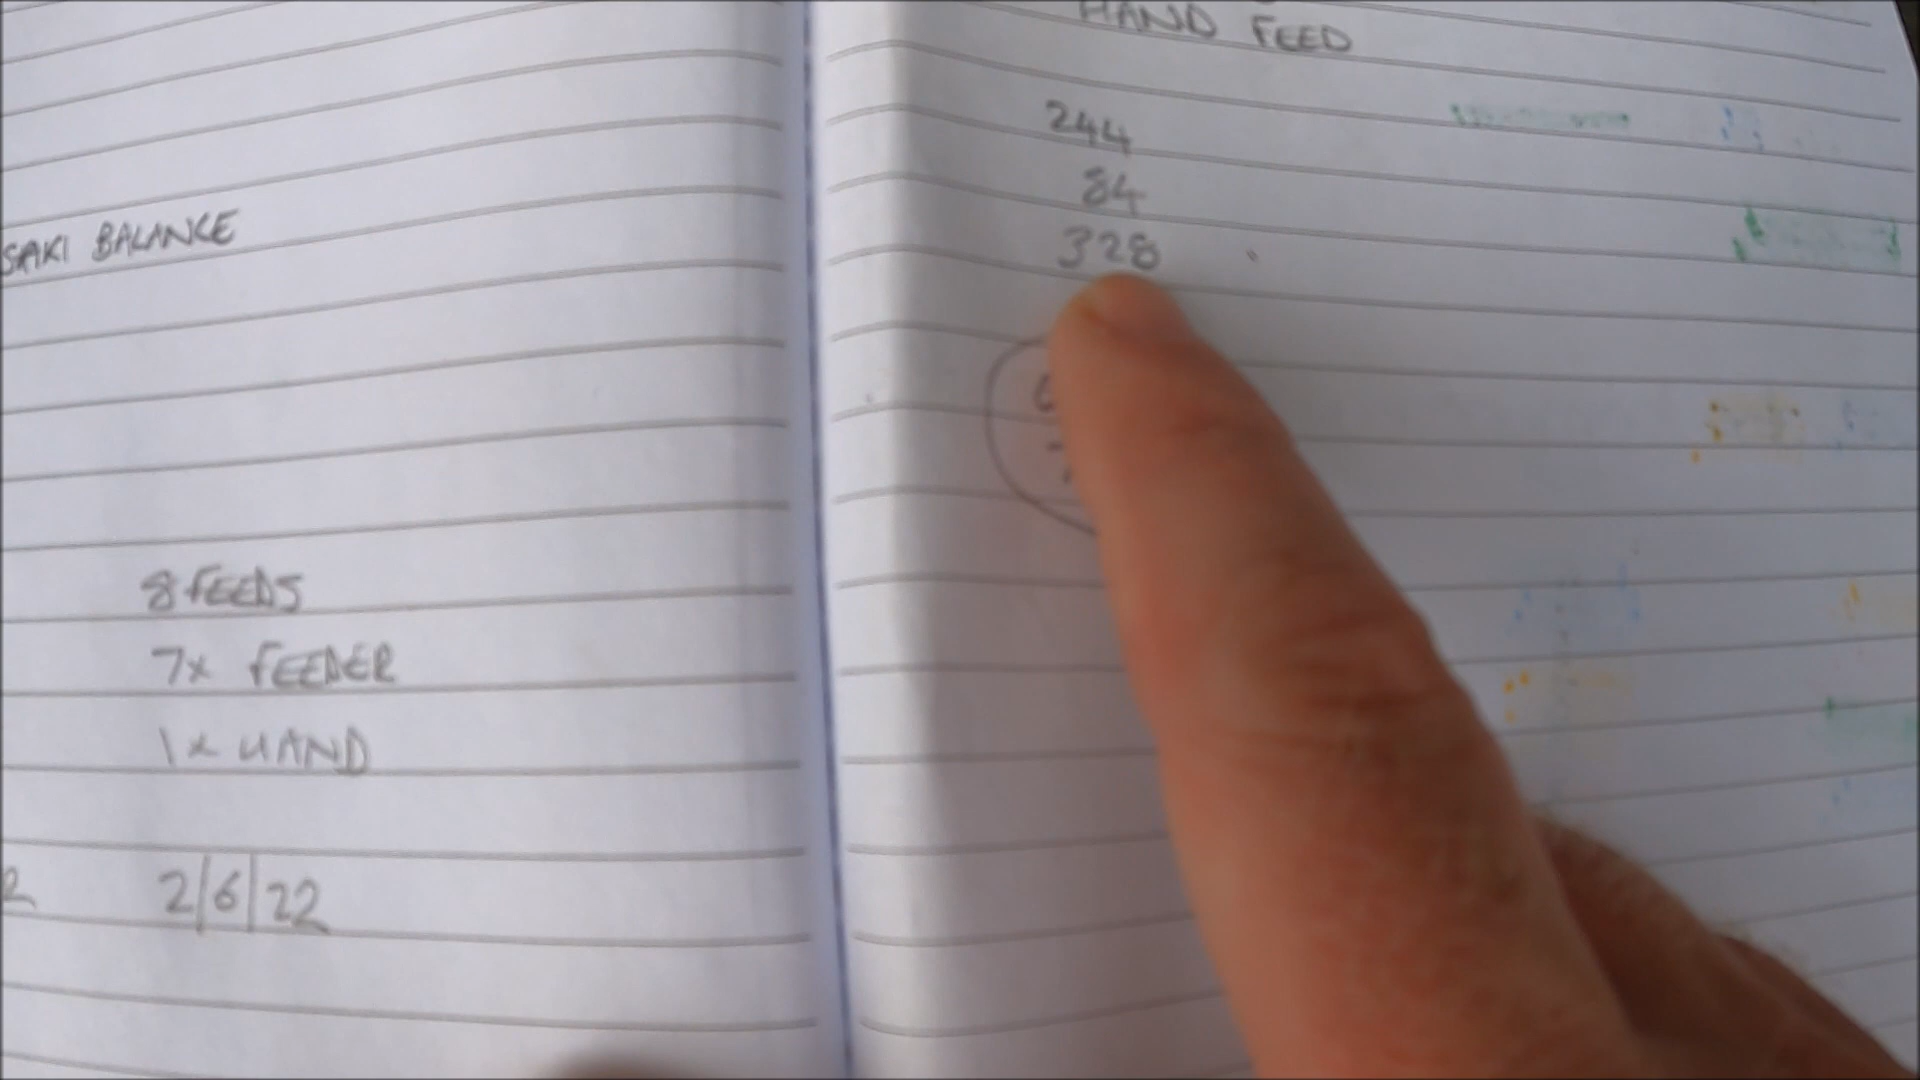 SAKI BALANCE
8 FEEDS
7x FEEDER
1x HAND
2/6/22
HAND FEED
244
84
328